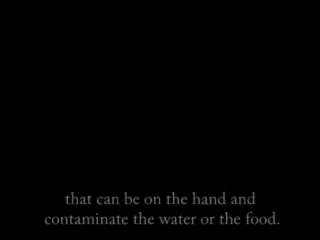 that can be on the hand and
contaminate the water or the food.